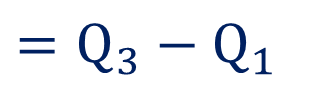 = Q₃ − Q₁